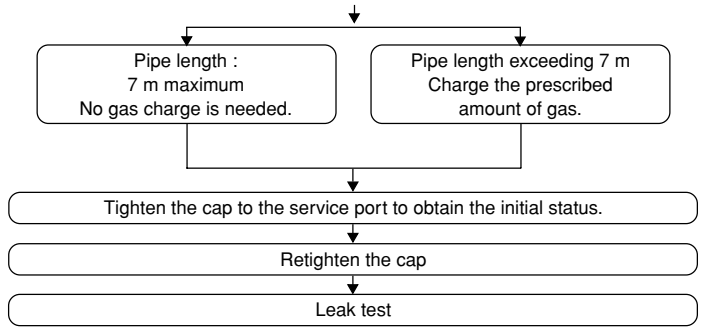 Pipe length :
7 m maximum
No gas charge is needed.
Pipe length exceeding 7 m
Charge the prescribed
amount of gas.
Tighten the cap to the service port to obtain the initial status.
Retighten the cap
Leak test